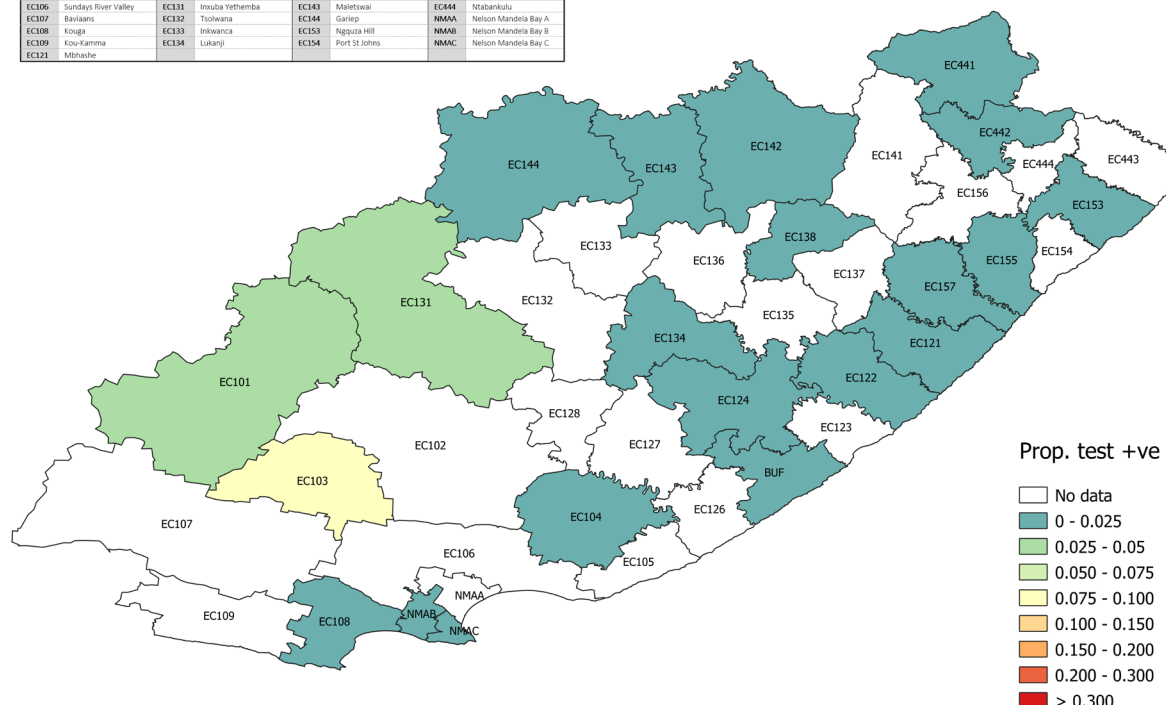 EC106 Sundays River Valley EC131 Inxuba Yethemba EC143 Maletswai EC444 Ntabankulu
EC107 Baviaans EC132 Tsolwana EC144 Gariep NMAA Nelson Mandela Bay A
EC108 Kouga EC133 Inkwanca EC153 Ngquza Hill NMAB Nelson Mandela Bay B
EC109 Kou-Kamma EC134 Lukanji EC154 Port St Johns NMAC Nelson Mandela Bay C
EC121 Mbhashe
EC441
EC442
EC141
EC444
EC443
EC142
EC144
EC143
EC156
EC153
EC138
EC133
EC136
EC137
EC154
EC155
EC157
EC131
EC132
EC135
EC134
EC121
EC101
EC122
EC124
EC128
EC123
EC102
EC127
BUF
EC103
EC104
EC126
EC107
EC106
EC105
EC109
EC108
NMAA
NMAB
NMAC
Prop. test +ve
No data
0 - 0.025
0.025 - 0.05
0.050 - 0.075
0.075 - 0.100
0.100 - 0.150
0.150 - 0.200
0.200 - 0.300
> 0.300